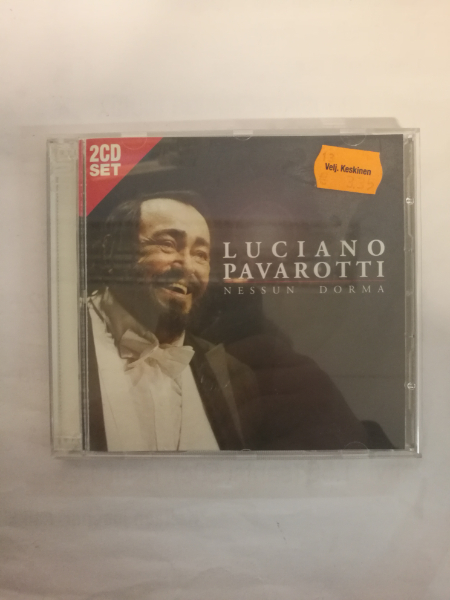 2CD
SET
Velj. Keskinen
LUCIANO
PAVAROTTI
NESSUN DORMA